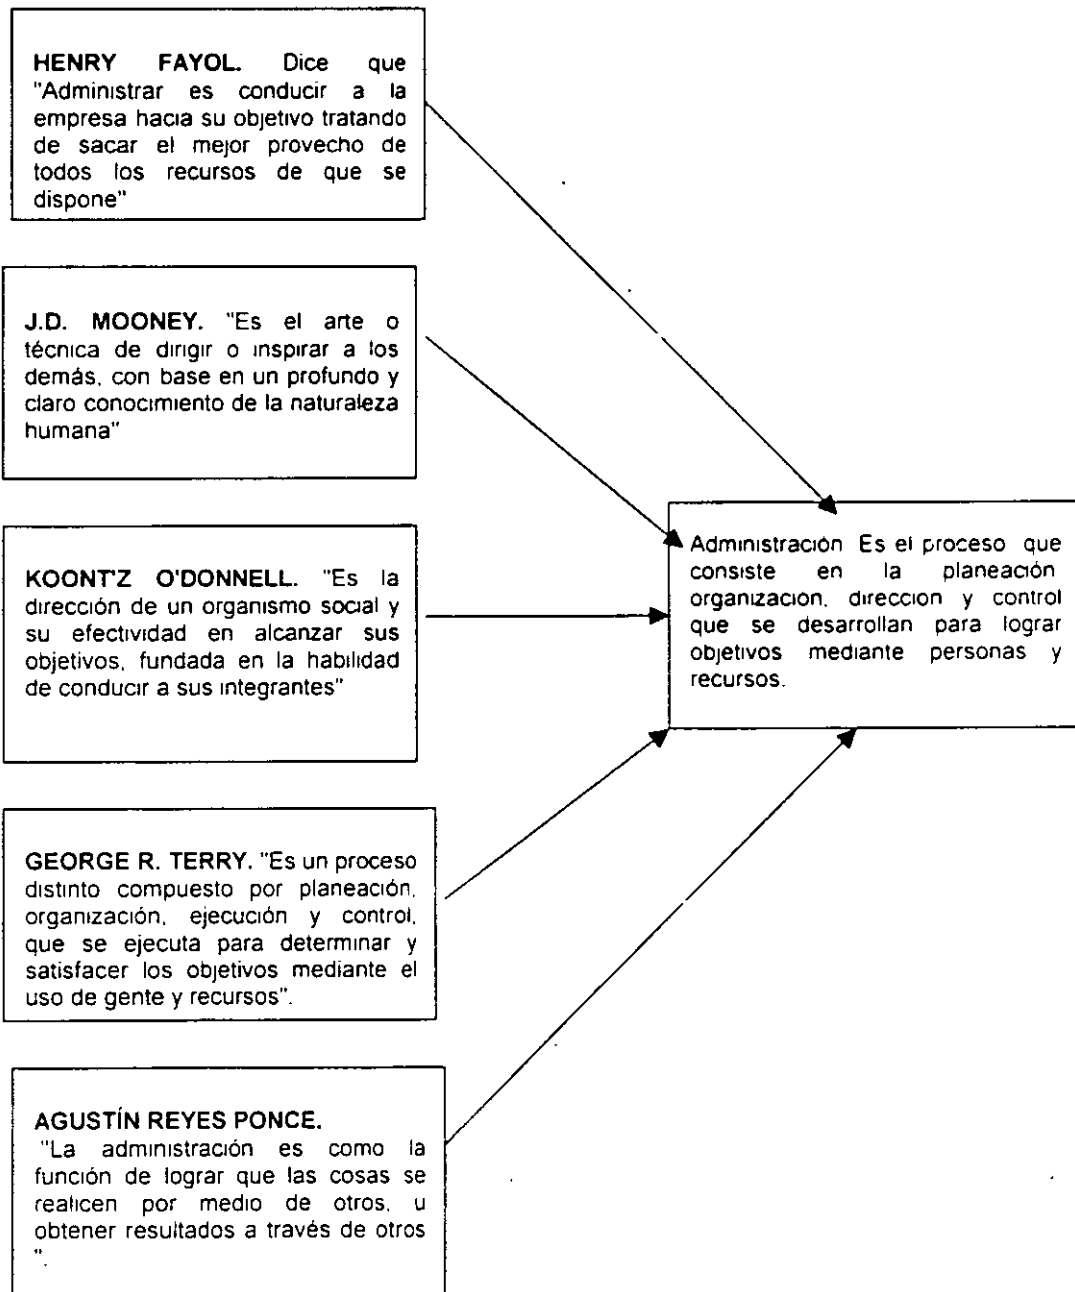 HENRY FAYOL. Dice que
"Administrar es conducir a la
empresa hacia su objetivo tratando
de sacar el mejor provecho de
todos los recursos de que se
dispone"
J.D. MOONEY. "Es el arte o
técnica de dirigir o inspirar a los
demás, con base en un profundo y
claro conocimiento de la naturaleza
humana"
KOONT'Z O'DONNELL. "Es la
dirección de un organismo social y
su efectividad en alcanzar sus
objetivos, fundada en la habilidad
de conducir a sus integrantes"
GEORGE R. TERRY. "Es un proceso
distinto compuesto por planeación,
organización, ejecución y control,
que se ejecuta para determinar y
satisfacer los objetivos mediante el
uso de gente y recursos".
AGUSTÍN REYES PONCE.
"La administración es como la
función de lograr que las cosas se
realicen por medio de otros, u
obtener resultados a través de otros
".
Administración Es el proceso que
consiste en la planeación
organizacion, direccion y control
que se desarrollan para lograr
objetivos mediante personas y
recursos.